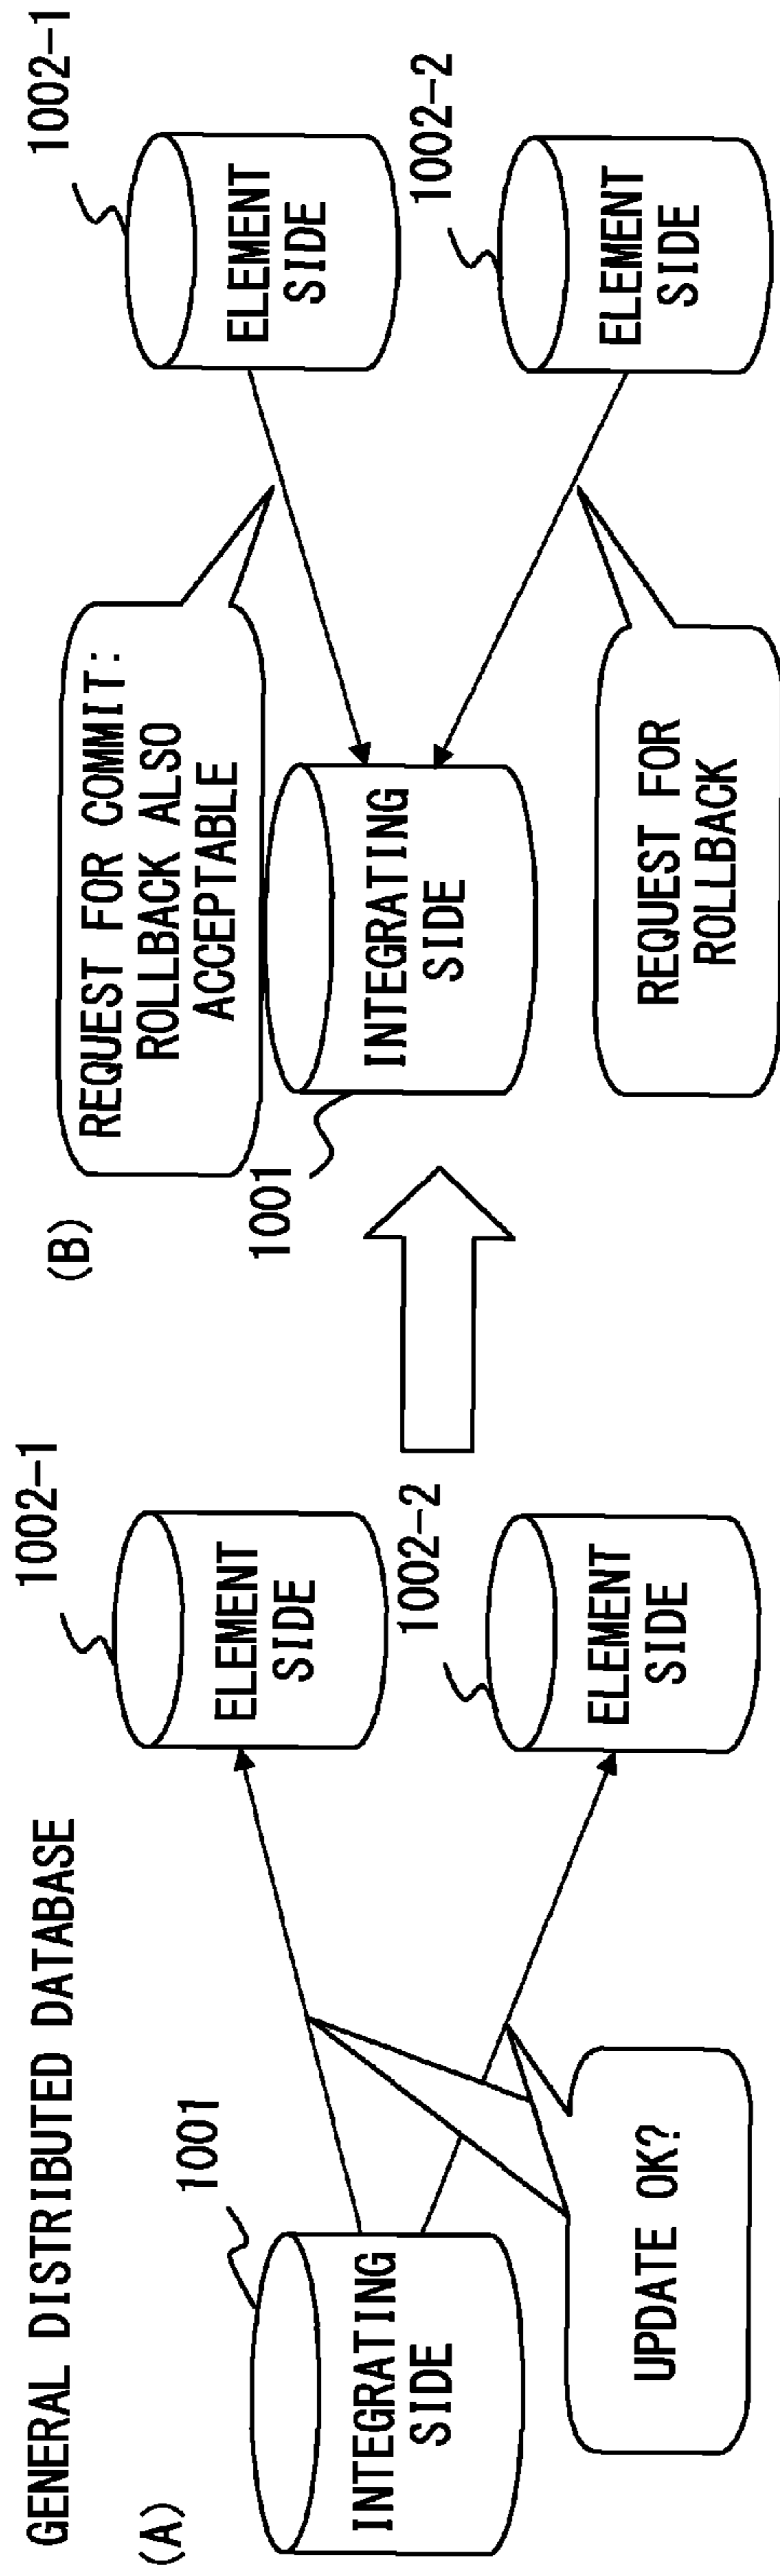 GENERAL DISTRIBUTED DATABASE
(A)
1001
INTEGRATING
SIDE
UPDATE OK?
1002-1
ELEMENT
SIDE
1002-2
ELEMENT
SIDE
(B)
REQUEST FOR COMMIT:
ROLLBACK ALSO
ACCEPTABLE
1001
INTEGRATING
SIDE
REQUEST FOR
ROLLBACK
1002-1
ELEMENT
SIDE
1002-2
ELEMENT
SIDE